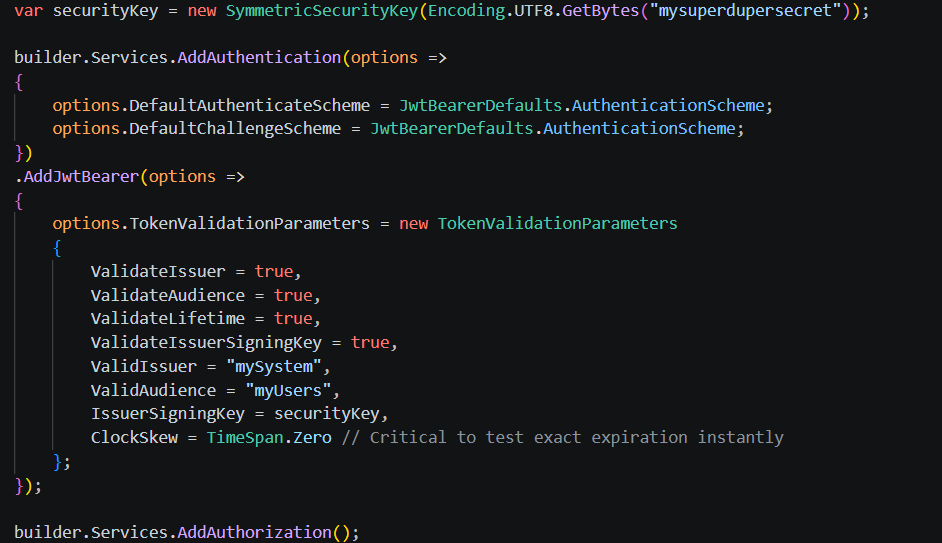 var securityKey = new SymmetricSecurityKey(Encoding.UTF8.GetBytes("mysuperdupersecret"));

builder.Services.AddAuthentication(options =>
{
    options.DefaultAuthenticateScheme = JwtBearerDefaults.AuthenticationScheme;
    options.DefaultChallengeScheme = JwtBearerDefaults.AuthenticationScheme;
})
.AddJwtBearer(options =>
{
    options.TokenValidationParameters = new TokenValidationParameters
    {
        ValidateIssuer = true,
        ValidateAudience = true,
        ValidateLifetime = true,
        ValidateIssuerSigningKey = true,
        ValidIssuer = "mySystem",
        ValidAudience = "myUsers",
        IssuerSigningKey = securityKey,
        ClockSkew = TimeSpan.Zero // Critical to test exact expiration instantly
    };
});

builder.Services.AddAuthorization();